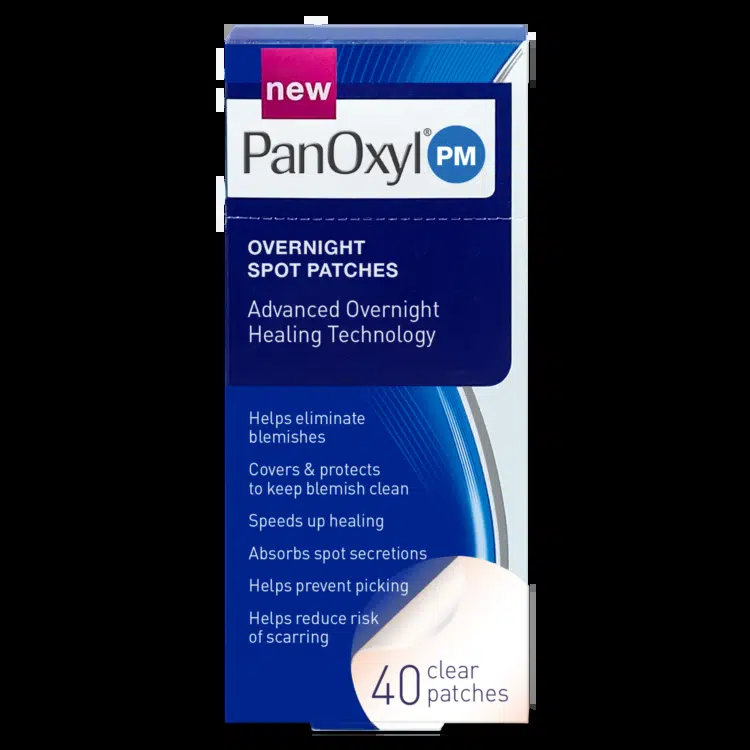 new
PanOxyl® PM
OVERNIGHT
SPOT PATCHES
Advanced Overnight
Healing Technology
Helps eliminate
blemishes
Covers & protects
to keep blemish clean
Speeds up healing
Absorbs spot secretions
Helps prevent picking
Helps reduce risk
of scarring
40 clear
patches